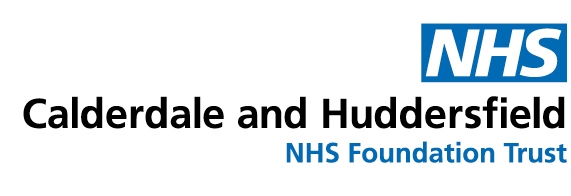 NHS
Calderdale and Huddersfield
NHS Foundation Trust